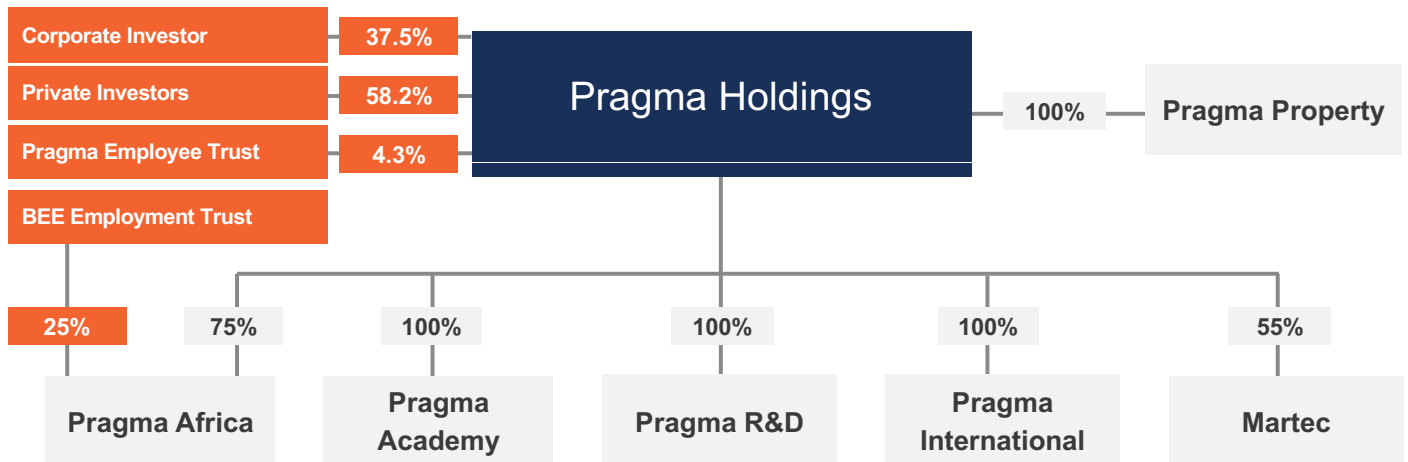 Corporate Investor
37.5%
Private Investors
58.2%
Pragma Employee Trust
4.3%
BEE Employment Trust
Pragma Holdings
100%
Pragma Property
25%
75%
100%
100%
100%
55%
Pragma Africa
Pragma
Academy
Pragma R&D
Pragma
International
Martec